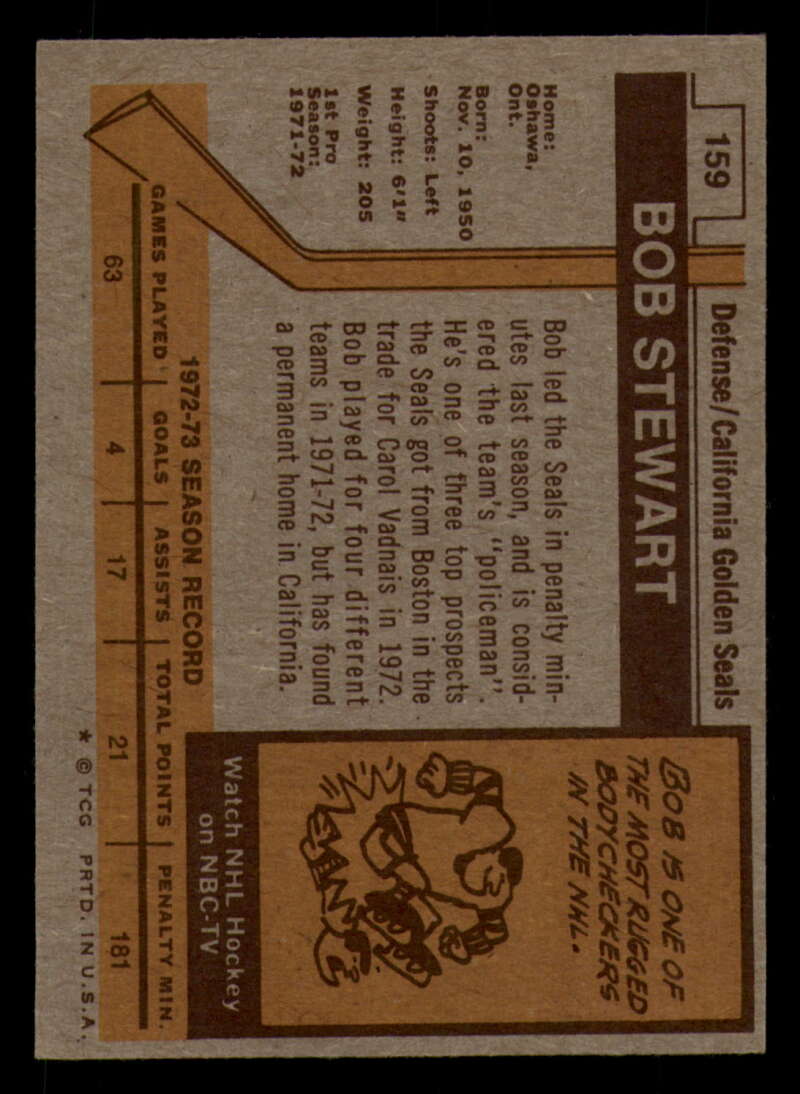 159
Defense/California Golden Seals
BOB STEWART
Home:
Oshawa,
Ont.
Born:
Nov. 10, 1950
Shoots: Left
Height: 6'1"
Weight: 205
1st Pro
Season:
1971-72
Bob led the Seals in penalty min-
utes last season, and is consid-
ered the team's "policeman".
He's one of three top prospects
the Seals got from Boston in the
trade for Carol Vadnais in 1972.
Bob played for four different
teams in 1971-72, but has found
a permanent home in California.
BOB IS ONE OF
THE MOST RUGGED
BODYCHECKERS
IN THE NHL.
Watch NHL Hockey
on NBC-TV
1972-73 SEASON RECORD
GAMES PLAYED GOALS ASSISTS TOTAL POINTS PENALTY MIN.
63 4 17 21 181
* © TCG PRTD. IN U.S.A.